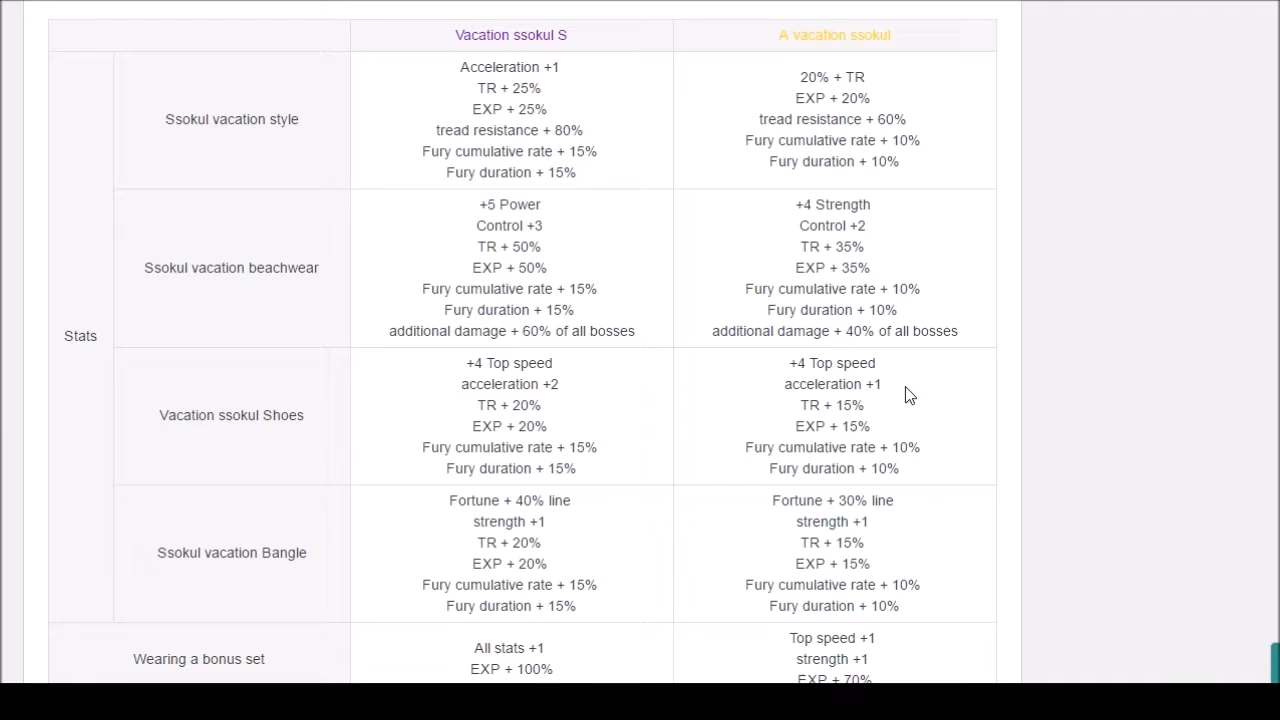 Vacation ssokul S
A vacation ssokul
Stats
Ssokul vacation style
Acceleration +1
TR + 25%
EXP + 25%
tread resistance + 80%
Fury cumulative rate + 15%
Fury duration + 15%
20% + TR
EXP + 20%
tread resistance + 60%
Fury cumulative rate + 10%
Fury duration + 10%
Ssokul vacation beachwear
+5 Power
Control +3
TR + 50%
EXP + 50%
Fury cumulative rate + 15%
Fury duration + 15%
additional damage + 60% of all bosses
+4 Strength
Control +2
TR + 35%
EXP + 35%
Fury cumulative rate + 10%
Fury duration + 10%
additional damage + 40% of all bosses
Vacation ssokul Shoes
+4 Top speed
acceleration +2
TR + 20%
EXP + 20%
Fury cumulative rate + 15%
Fury duration + 15%
+4 Top speed
acceleration +1
TR + 15%
EXP + 15%
Fury cumulative rate + 10%
Fury duration + 10%
Ssokul vacation Bangle
Fortune + 40% line
strength +1
TR + 20%
EXP + 20%
Fury cumulative rate + 15%
Fury duration + 15%
Fortune + 30% line
strength +1
TR + 15%
EXP + 15%
Fury cumulative rate + 10%
Fury duration + 10%
Wearing a bonus set
All stats +1
EXP + 100%
Top speed +1
strength +1
EXP + 70%